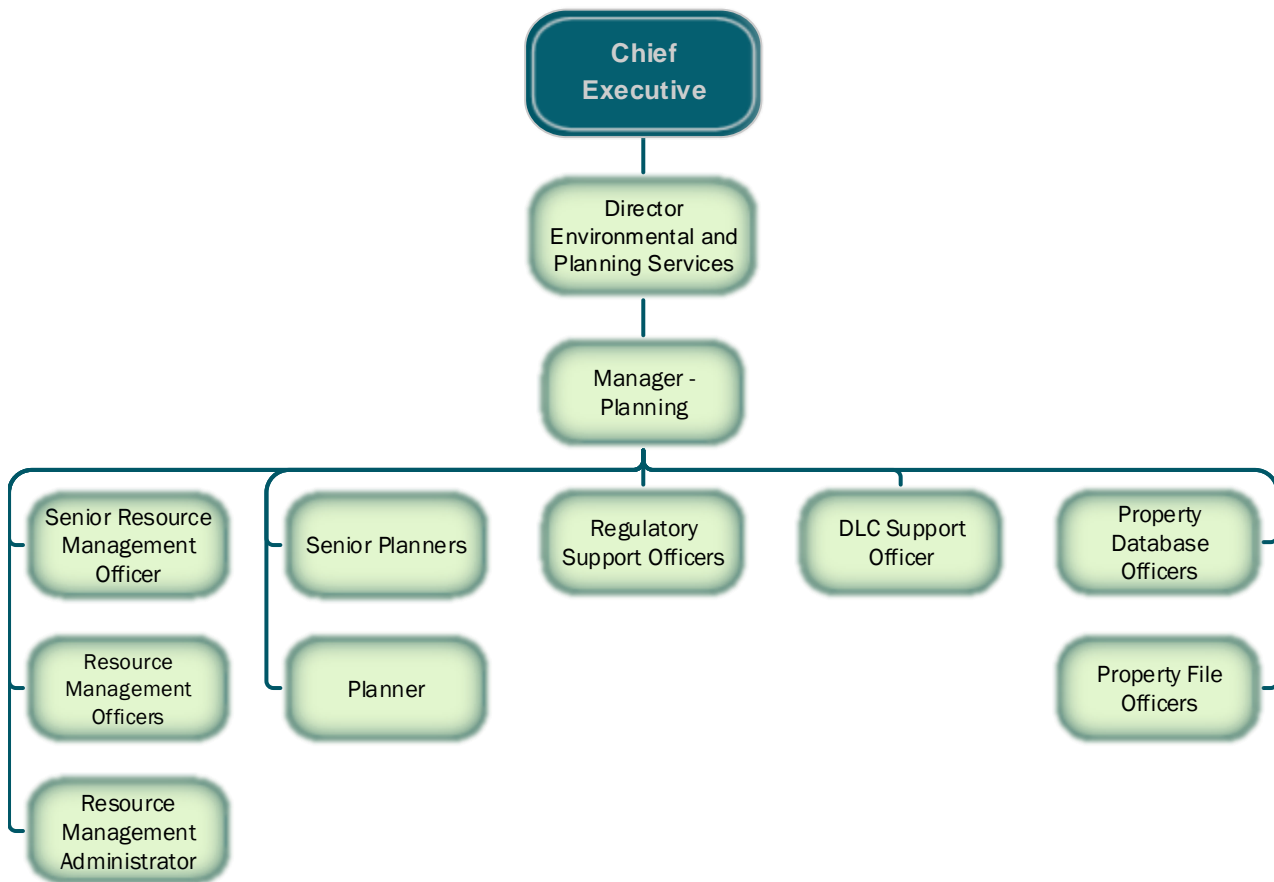 Chief
Executive
Director
Environmental and
Planning Services
Manager -
Planning
Senior Resource
Management
Officer
Senior Planners
Regulatory
Support Officers
DLC Support
Officer
Property
Database
Officers
Resource
Management
Officers
Planner
Property File
Officers
Resource
Management
Administrator